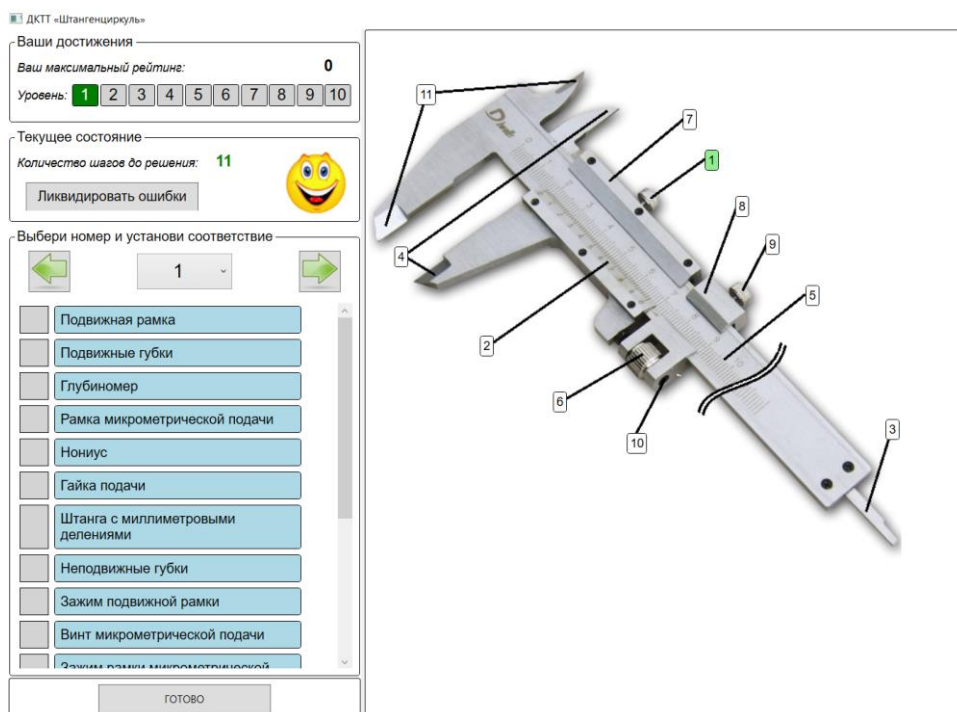 ДКТТ «Штангенциркуль»
Ваши достижения
Ваш максимальный рейтинг: 0
Уровень: 1 2 3 4 5 6 7 8 9 10
Текущее состояние
Количество шагов до решения: 11
Ликвидировать ошибки
Выбери номер и установи соответствие
1
Подвижная рамка
Подвижные губки
Глубиномер
Рамка микрометрической подачи
Нониус
Гайка подачи
Штанга с миллиметровыми
делениями
Неподвижные губки
Зажим подвижной рамки
Винт микрометрической подачи
Зажим рамки микрометрической
ГОТОВО
11
7
1
8
4
9
5
2
6
10
3